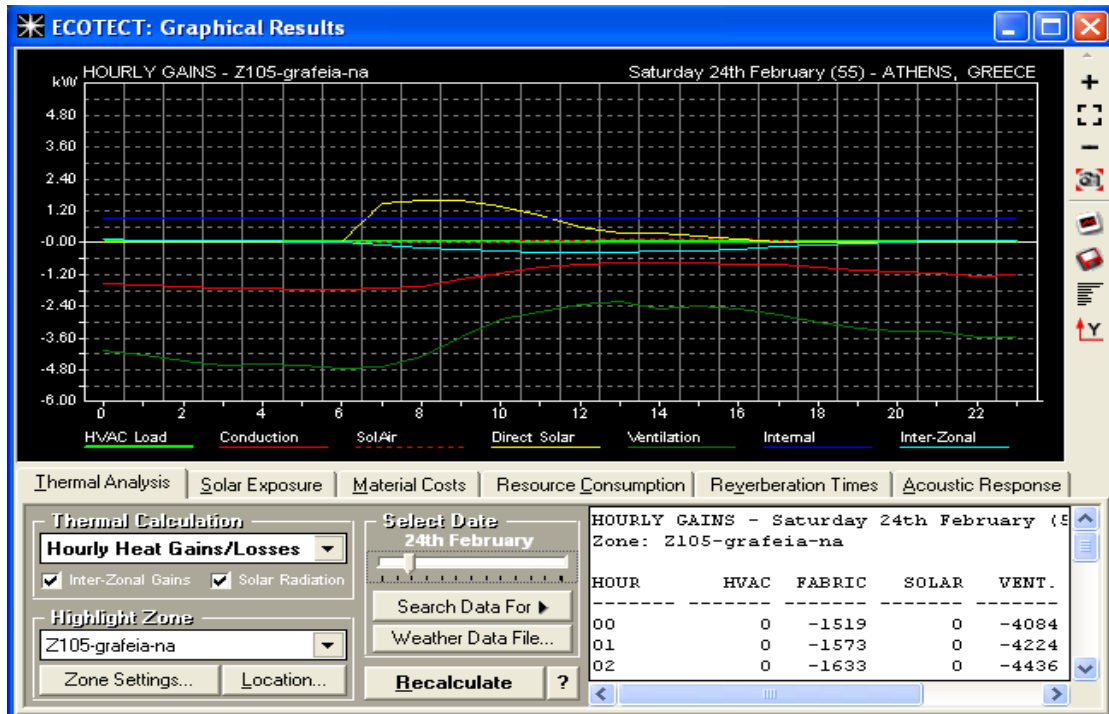 ECOTECT: Graphical Results
kW HOURLY GAINS - Z105-grafeia-na Saturday 24th February (55) - ATHENS, GREECE
4.80
3.60
2.40
1.20
-0.00
-1.20
-2.40
-3.60
-4.80
-6.00
0 2 4 6 8 10 12 14 16 18 20 22
HVAC Load Conduction SolAir Direct Solar Ventilation Internal Inter-Zonal
Y
Thermal Analysis Solar Exposure Material Costs Resource Consumption Reverberation Times Acoustic Response
Thermal Calculation
Hourly Heat Gains/Losses
Inter-Zonal Gains Solar Radiation
Highlight Zone
Z105-grafeia-na
Zone Settings... Location...
Select Date
24th February
Search Data For
Weather Data File...
Recalculate ?
HOURLY GAINS - Saturday 24th February (5
Zone: Z105-grafeia-na
HOUR HVAC FABRIC SOLAR VENT.
------- ------- ------- ------- -------
00 0 -1519 0 -4084
01 0 -1573 0 -4224
02 0 -1633 0 -4436